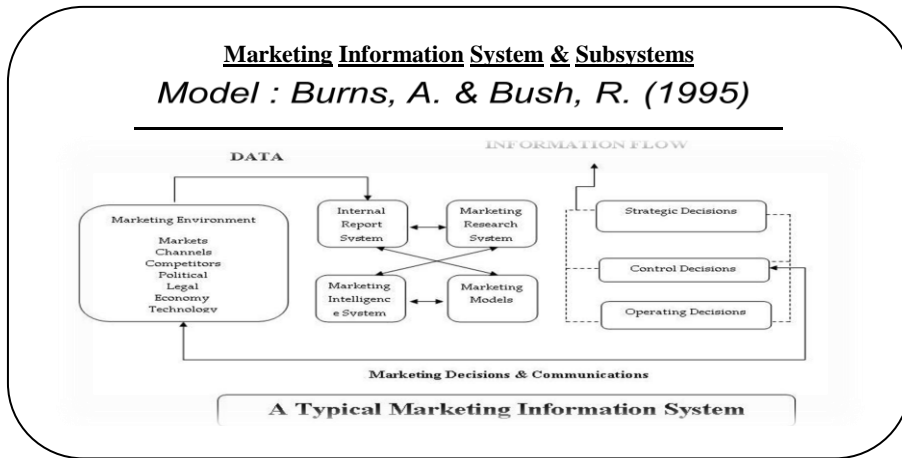 Marketing Information System & Subsystems
Model : Burns, A. & Bush, R. (1995)
DATA
INFORMATION FLOW
Marketing Environment
Markets
Channels
Competitors
Political
Legal
Economy
Technology
Internal
Report
System
Marketing
Research
System
Marketing
Intelligenc
e System
Marketing
Models
Strategic Decisions
Control Decisions
Operating Decisions
Marketing Decisions & Communications
A Typical Marketing Information System